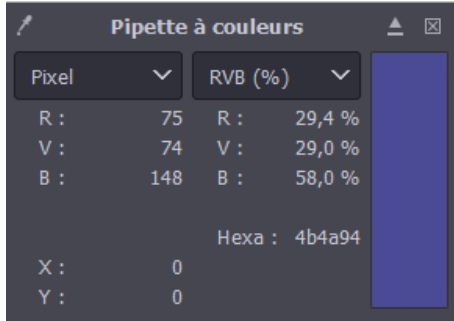 Pipette à couleurs
Pixel RVB (%)
R : 75 R : 29,4 %
V : 74 V : 29,0 %
B : 148 B : 58,0 %
Hexa : 4b4a94
X : 0
Y : 0